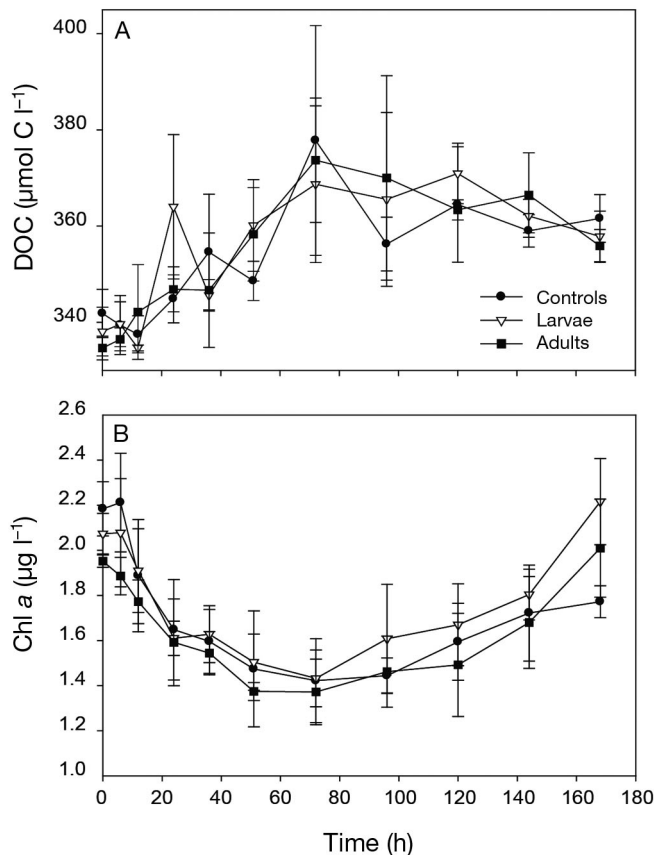 A
400
380
360
340
DOC (µmol C l⁻¹)
Controls
Larvae
Adults
B
2.6
2.4
2.2
2.0
1.8
1.6
1.4
1.2
1.0
Chl a (µg l⁻¹)
0 20 40 60 80 100 120 140 160 180
Time (h)